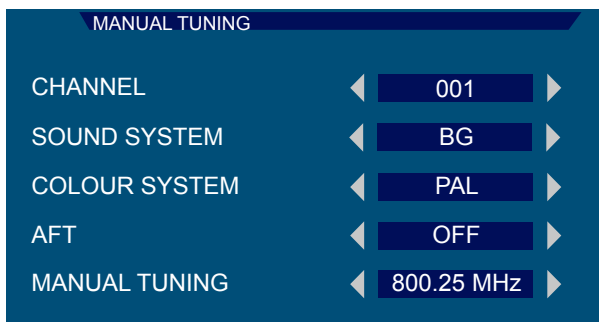 MANUAL TUNING
CHANNEL 001
SOUND SYSTEM BG
COLOUR SYSTEM PAL
AFT OFF
MANUAL TUNING 800.25 MHz